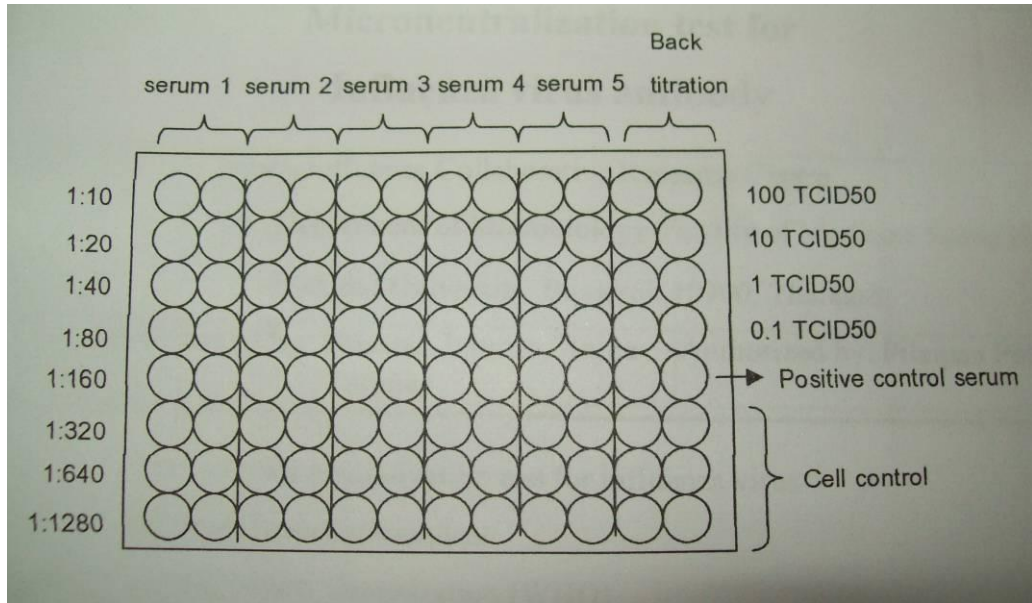 Back
serum 1 serum 2 serum 3 serum 4 serum 5 titration
1:10 100 TCID50
1:20 10 TCID50
1:40 1 TCID50
1:80 0.1 TCID50
1:160 Positive control serum
1:320
1:640 Cell control
1:1280